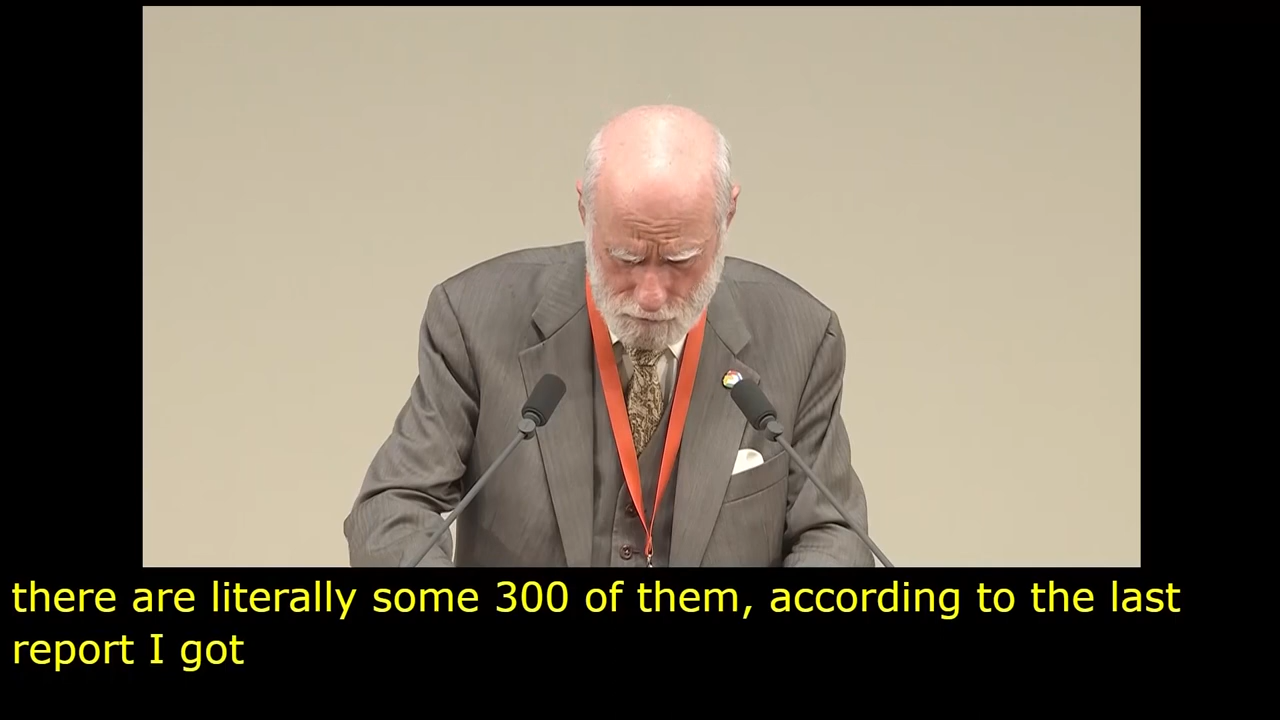 there are literally some 300 of them, according to the last
report I got